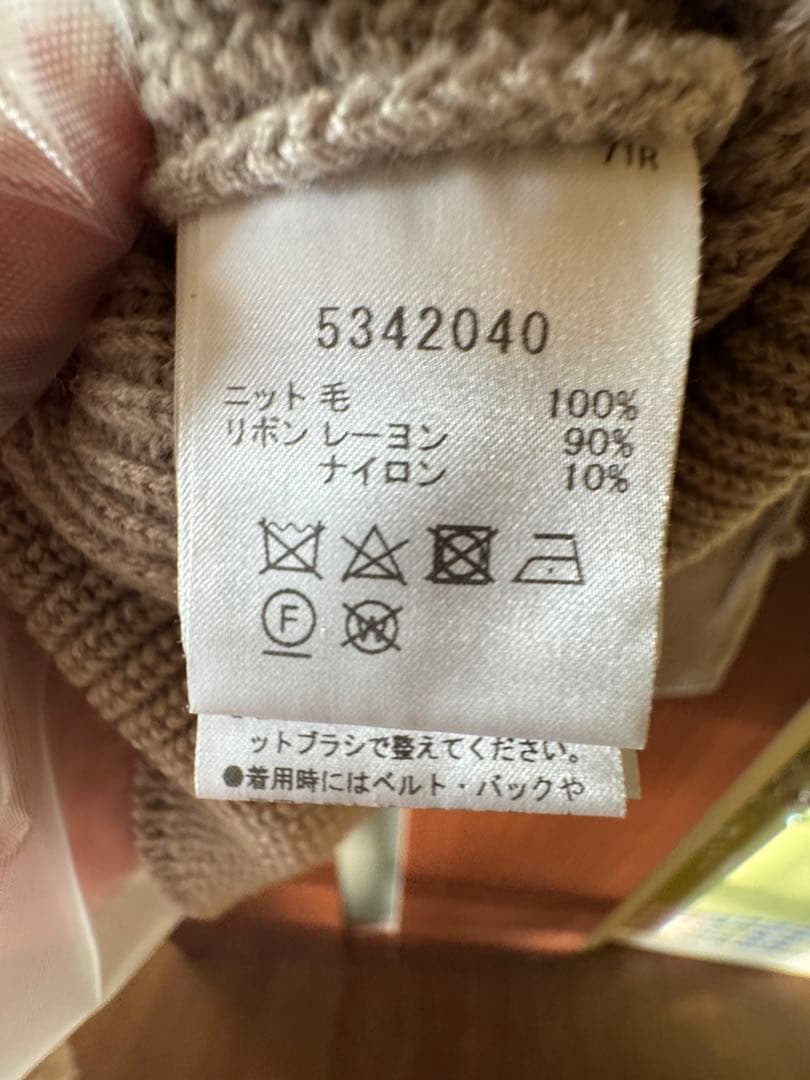 71R
5342040
ニット 毛 100%
リボン レーヨン 90%
ナイロン 10%
F
W
ットブラシで整えてください。
●着用時にはベルト・バックや